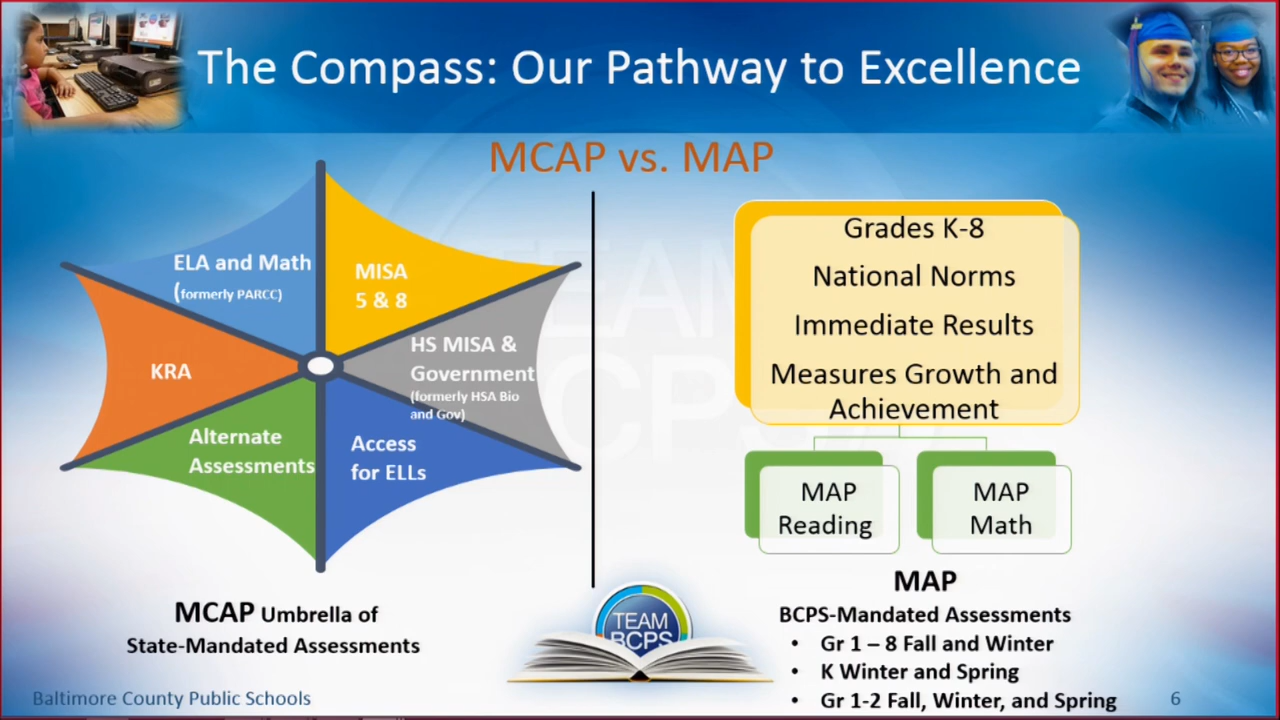 The Compass: Our Pathway to Excellence
MCAP vs. MAP
ELA and Math
(formerly PARCC)
MISA
5 & 8
HS MISA &
Government
(formerly HSA Bio
and Gov)
KRA
Alternate
Assessments
Access
for ELLs
MCAP Umbrella of
State-Mandated Assessments
Grades K-8
National Norms
Immediate Results
Measures Growth and
Achievement
MAP
Reading
MAP
Math
MAP
BCPS-Mandated Assessments
• Gr 1 – 8 Fall and Winter
• K Winter and Spring
• Gr 1-2 Fall, Winter, and Spring
TEAM
BCPS
TEAM
BCPS
Baltimore County Public Schools
6